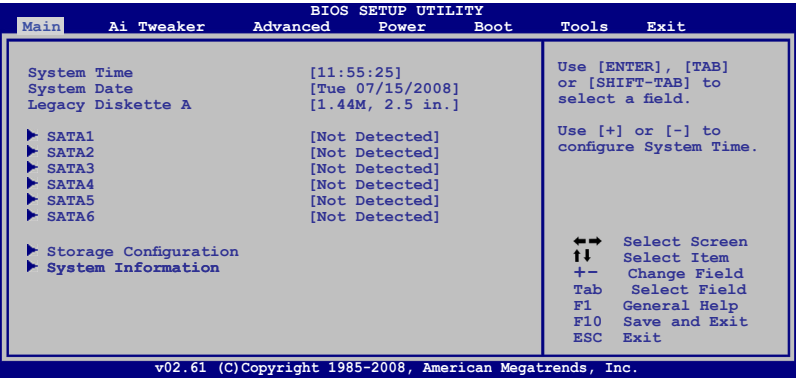 BIOS SETUP UTILITY
Main Ai Tweaker Advanced Power Boot Tools Exit
System Time [11:55:25]
System Date [Tue 07/15/2008]
Legacy Diskette A [1.44M, 2.5 in.]
SATA1 [Not Detected]
SATA2 [Not Detected]
SATA3 [Not Detected]
SATA4 [Not Detected]
SATA5 [Not Detected]
SATA6 [Not Detected]
Storage Configuration
System Information
Use [ENTER], [TAB]
or [SHIFT-TAB] to
select a field.
Use [+] or [-] to
configure System Time.
←→ Select Screen
↑↓ Select Item
+- Change Field
Tab Select Field
F1 General Help
F10 Save and Exit
ESC Exit
v02.61 (C)Copyright 1985-2008, American Megatrends, Inc.